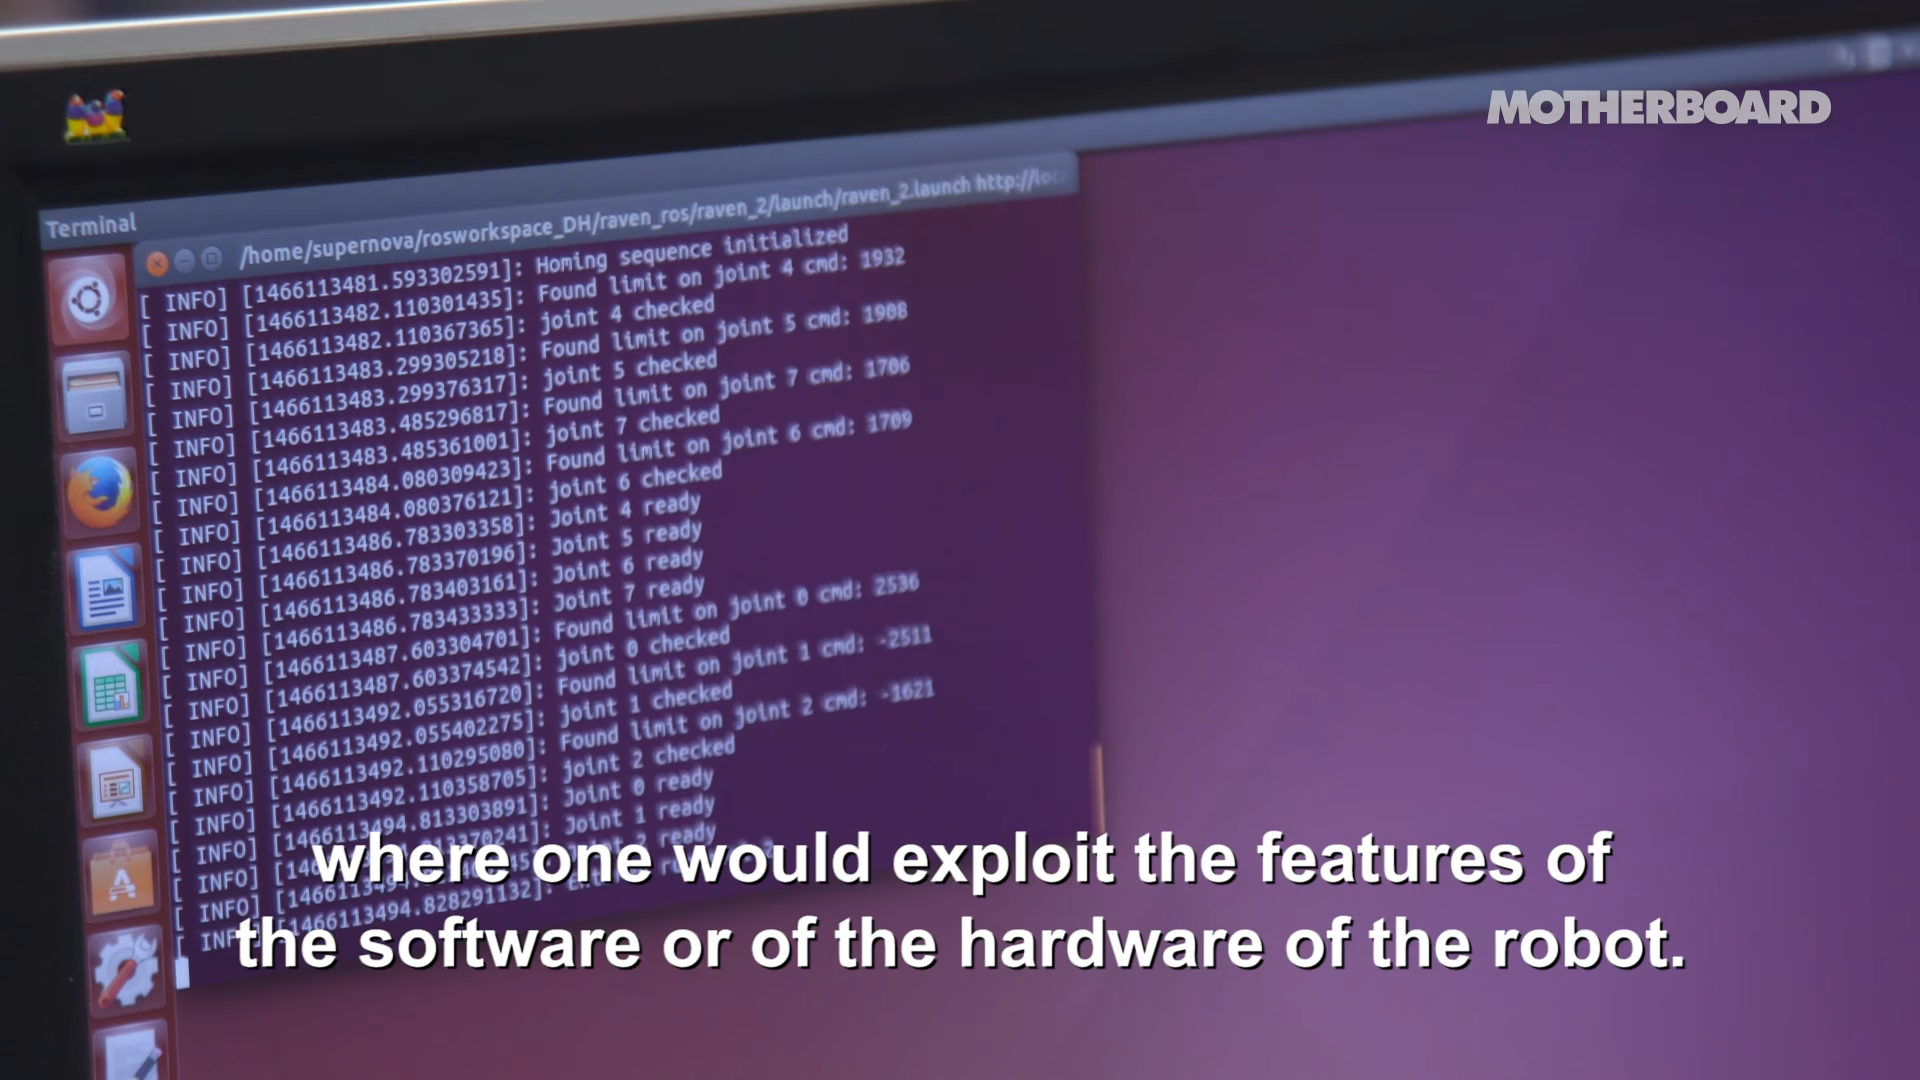 MOTHERBOARD
Terminal
/home/supernova/rosworkspace_DH/raven_ros/raven_2/launch/raven_2.launch http://loc
[ INFO] [1466113481.593302591]: Homing sequence initialized
[ INFO] [1466113482.110301435]: Found limit on joint 4 cmd: 1932
[ INFO] [1466113482.110367365]: joint 4 checked
[ INFO] [1466113483.299305218]: Found limit on joint 5 cmd: 1908
[ INFO] [1466113483.299376317]: joint 5 checked
[ INFO] [1466113483.485296817]: Found limit on joint 7 cmd: 1706
[ INFO] [1466113483.485361001]: joint 7 checked
[ INFO] [1466113484.080309423]: Found limit on joint 6 cmd: 1709
[ INFO] [1466113484.080376121]: joint 6 checked
[ INFO] [1466113486.783303358]: Joint 4 ready
[ INFO] [1466113486.783370196]: Joint 5 ready
[ INFO] [1466113486.783403161]: Joint 6 ready
[ INFO] [1466113486.783433333]: Joint 7 ready
[ INFO] [1466113487.603304701]: Found limit on joint 0 cmd: 2536
[ INFO] [1466113487.603374542]: joint 0 checked
[ INFO] [1466113492.055316720]: Found limit on joint 1 cmd: -2511
[ INFO] [1466113492.055402275]: joint 1 checked
[ INFO] [1466113492.110295080]: Found limit on joint 2 cmd: -1621
[ INFO] [1466113492.110358705]: joint 2 checked
[ INFO] [1466113494.813303891]: Joint 0 ready
[ INFO] Joint 1 ready
[ INFO] 2 ready
[ INFO] [1466113494.828291132]:
where one would exploit the features of
the software or of the hardware of the robot.